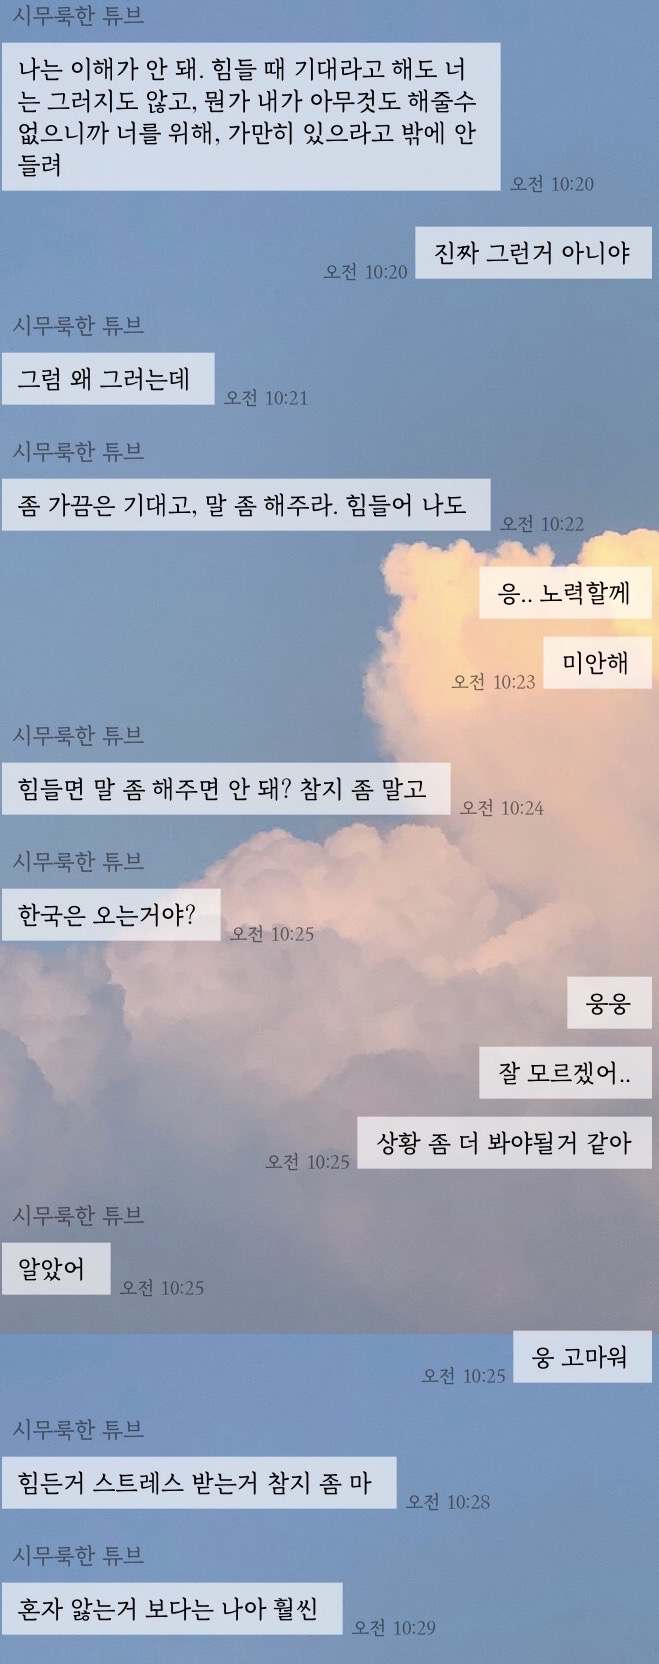 시무룩한 튜브
나는 이해가 안 돼. 힘들 때 기대라고 해도 너
는 그러지도 않고, 뭔가 내가 아무것도 해줄수
없으니까 너를 위해, 가만히 있으라고 밖에 안
들려
오전 10:20
진짜 그런거 아니야
오전 10:20
시무룩한 튜브
그럼 왜 그러는데
오전 10:21
시무룩한 튜브
좀 가끔은 기대고, 말 좀 해주라. 힘들어 나도
오전 10:22
응.. 노력할께
미안해
오전 10:23
시무룩한 튜브
힘들면 말 좀 해주면 안 돼? 참지 좀 말고
오전 10:24
시무룩한 튜브
한국은 오는거야?
오전 10:25
웅웅
잘 모르겠어..
상황 좀 더 봐야될거 같아
오전 10:25
시무룩한 튜브
알았어
오전 10:25
웅 고마워
오전 10:25
시무룩한 튜브
힘든거 스트레스 받는거 참지 좀 마
오전 10:28
시무룩한 튜브
혼자 앓는거 보다는 나아 훨씬
오전 10:29